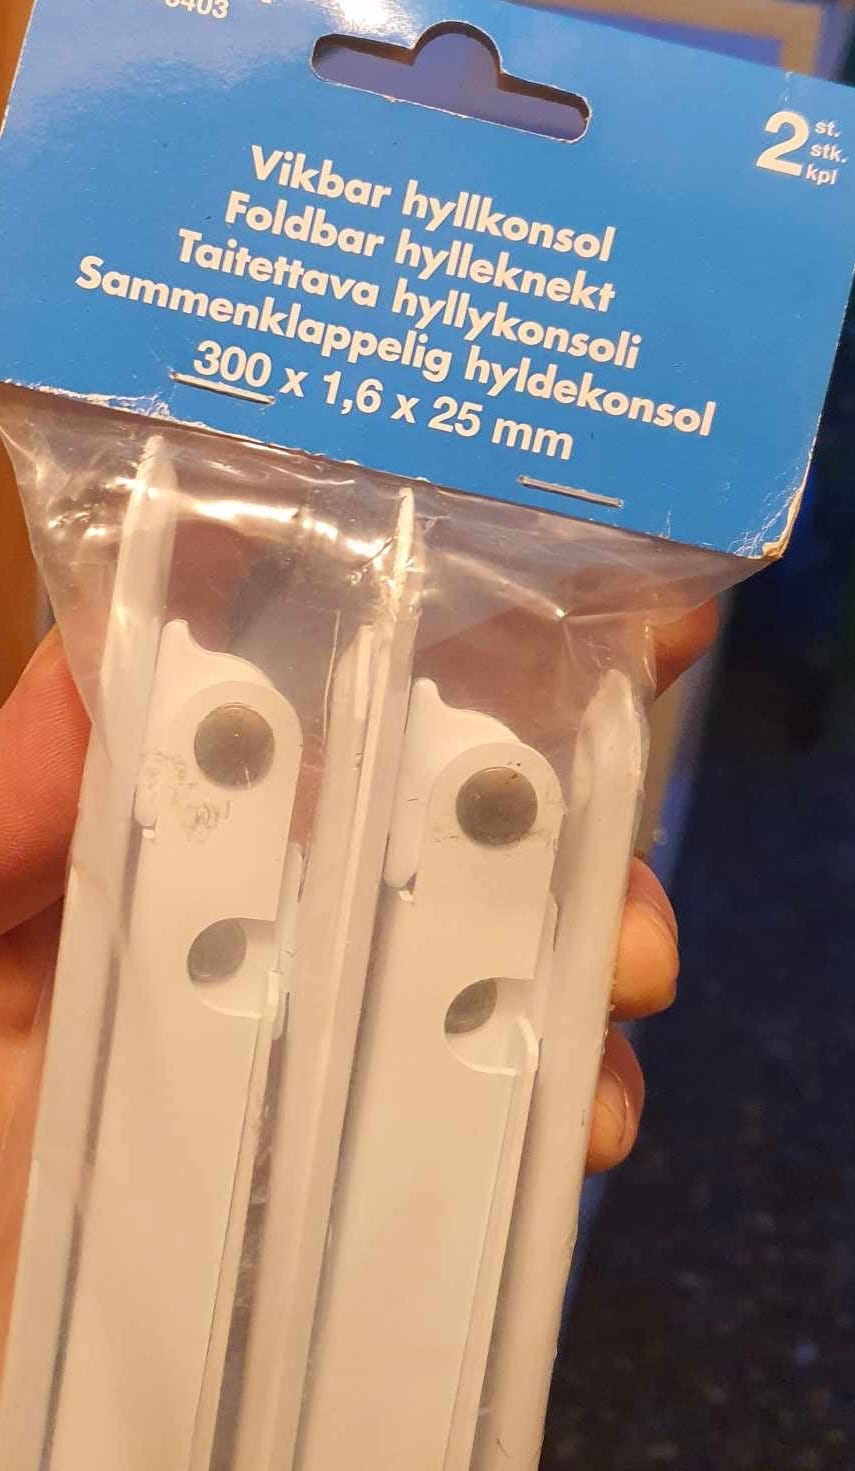 2 st.
stk.
kpl
Vikbar hyllkonsol
Foldbar hylleknekt
Taitettava hyllykonsoli
Sammenklappelig hyldekonsol
300 x 1,6 x 25 mm